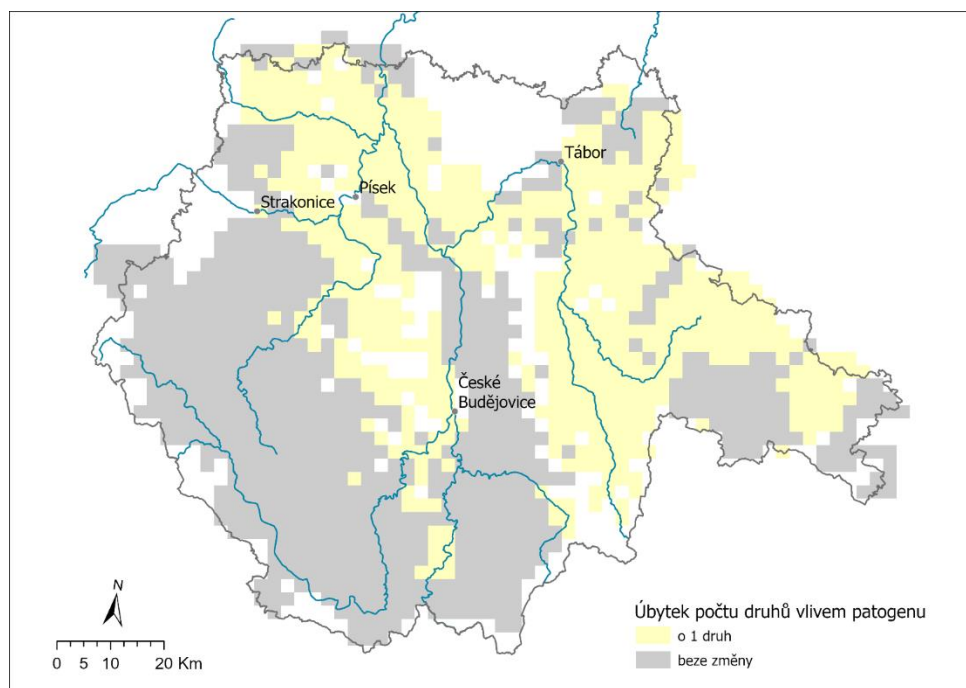 Tábor
Písek
Strakonice
České
Budějovice
N
0 5 10 20 Km
Úbytek počtu druhů vlivem patogenu
o 1 druh
beze změny